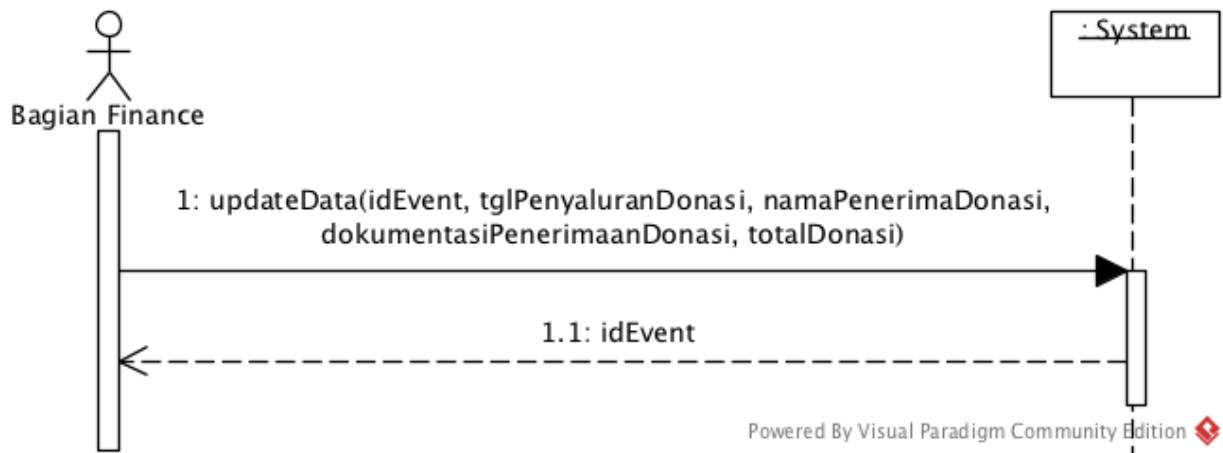 : System
Bagian Finance
1: updateData(idEvent, tglPenyaluranDonasi, namaPenerimaDonasi,
dokumentasiPenerimaanDonasi, totalDonasi)
1.1: idEvent
Powered By Visual Paradigm Community Edition